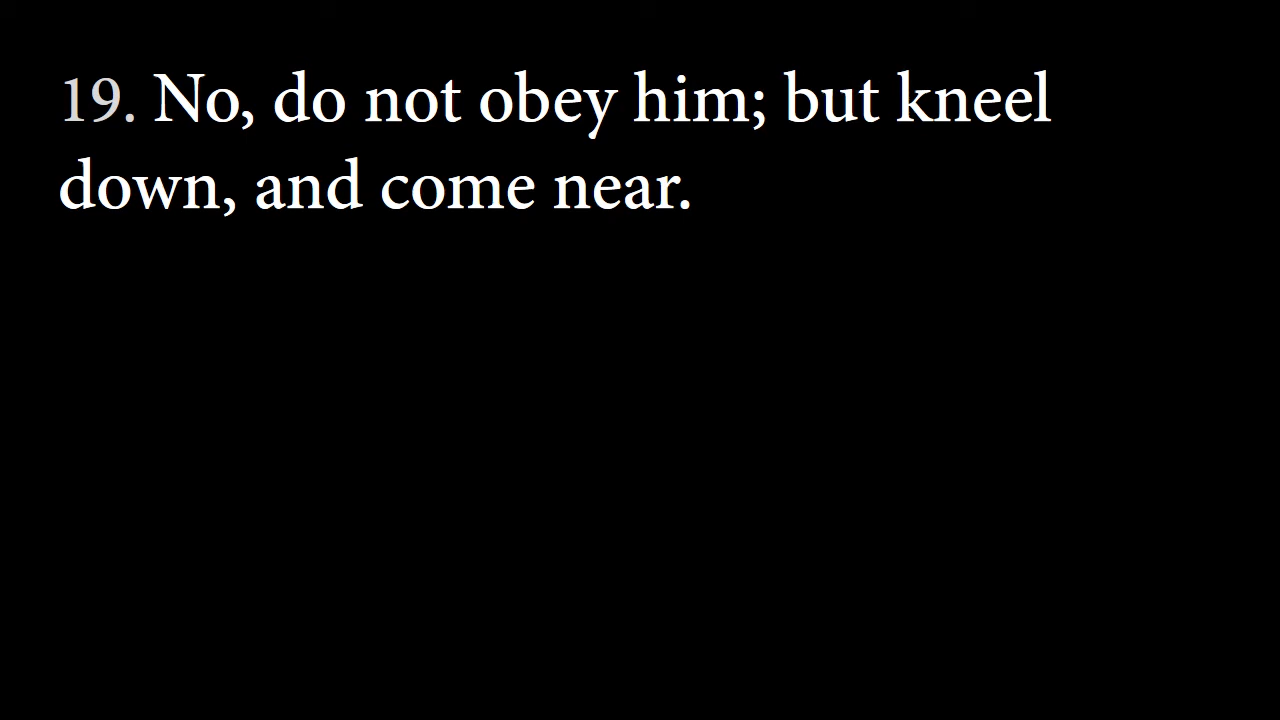 19. No, do not obey him; but kneel
down, and come near.